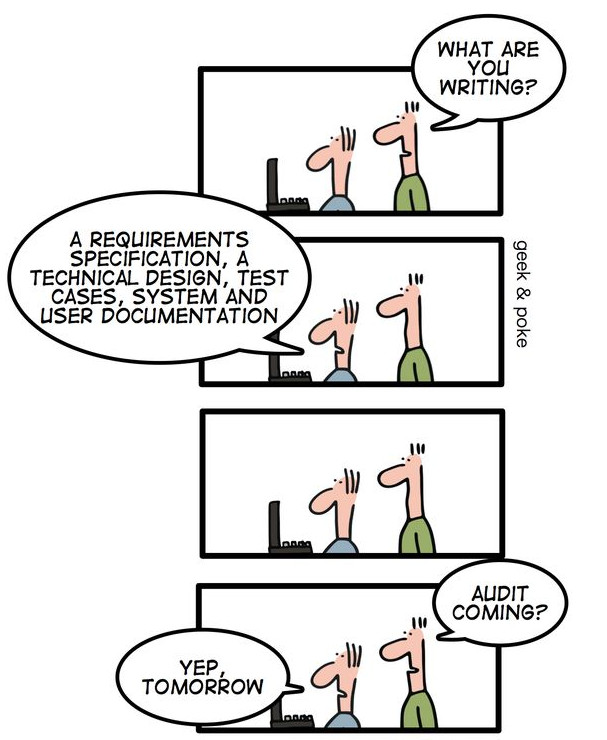 WHAT ARE
YOU
WRITING?
A REQUIREMENTS
SPECIFICATION, A
TECHNICAL DESIGN, TEST
CASES, SYSTEM AND
USER DOCUMENTATION
geek & poke
AUDIT
COMING?
YEP,
TOMORROW